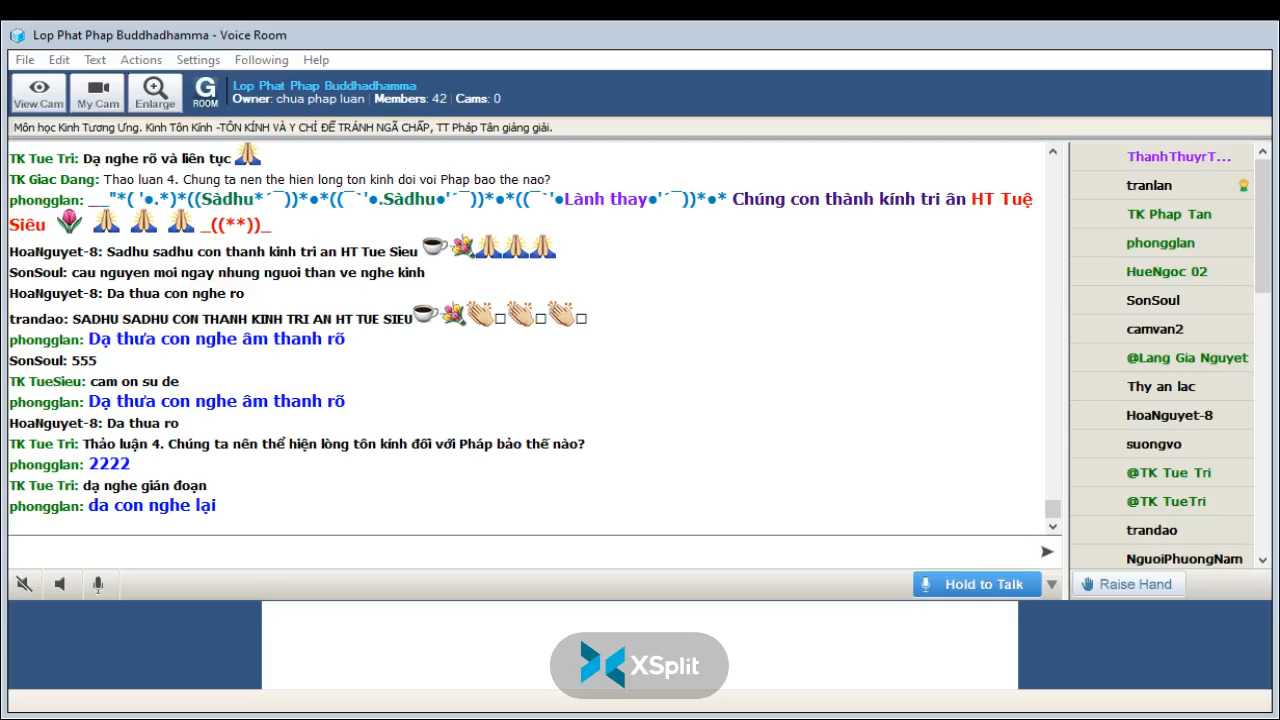 Lop Phat Phap Buddhadhamma - Voice Room
File Edit Text Actions Settings Following Help
View Cam My Cam Enlarge G ROOM
Lop Phat Phap Buddhadhamma
Owner: chua phap luan | Members: 42 | Cams: 0
Môn học Kinh Tương Ưng. Kinh Tôn Kính -TÔN KÍNH VÀ Y CHỈ ĐỂ TRÁNH NGÃ CHẤP, TT Pháp Tân giảng giải.
TK Tue Tri: Dạ nghe rõ và liên tục 🙏
TK Giac Dang: Thao luan 4. Chung ta nen the hien long ton kinh doi voi Phap bao the nao?
phongglan: __"*( '●.*)*((Sàdhu*´¯))*●*((¯`'●.Sàdhu●'´¯))*●*((¯`'●Lành thay●'´¯))*●* Chúng con thành kính tri ân HT Tuệ
Siêu 🌷 🙏 🙏 🙏 _((**))_
HoaNguyet-8: Sadhu sadhu con thanh kinh tri an HT Tue Sieu ☕💐🙏🙏🙏
SonSoul: cau nguyen moi ngay nhung nguoi than ve nghe kinh
HoaNguyet-8: Da thua con nghe ro
trandao: SADHU SADHU CON THANH KINH TRI AN HT TUE SIEU☕💐👏□👏□👏□
phongglan: Dạ thưa con nghe âm thanh rõ
SonSoul: 555
TK TueSieu: cam on su de
phongglan: Dạ thưa con nghe âm thanh rõ
HoaNguyet-8: Da thua ro
TK Tue Tri: Thảo luận 4. Chúng ta nên thể hiện lòng tôn kính đối với Pháp bảo thế nào?
phongglan: 2222
TK Tue Tri: dạ nghe gián đoạn
phongglan: da con nghe lại
ThanhThuyrT...
tranlan
TK Phap Tan
phongglan
HueNgoc 02
SonSoul
camvan2
@Lang Gia Nguyet
Thy an lac
HoaNguyet-8
suongvo
@TK Tue Tri
@TK TueTri
trandao
NguoiPhuongNam
Hold to Talk
Raise Hand
XSplit